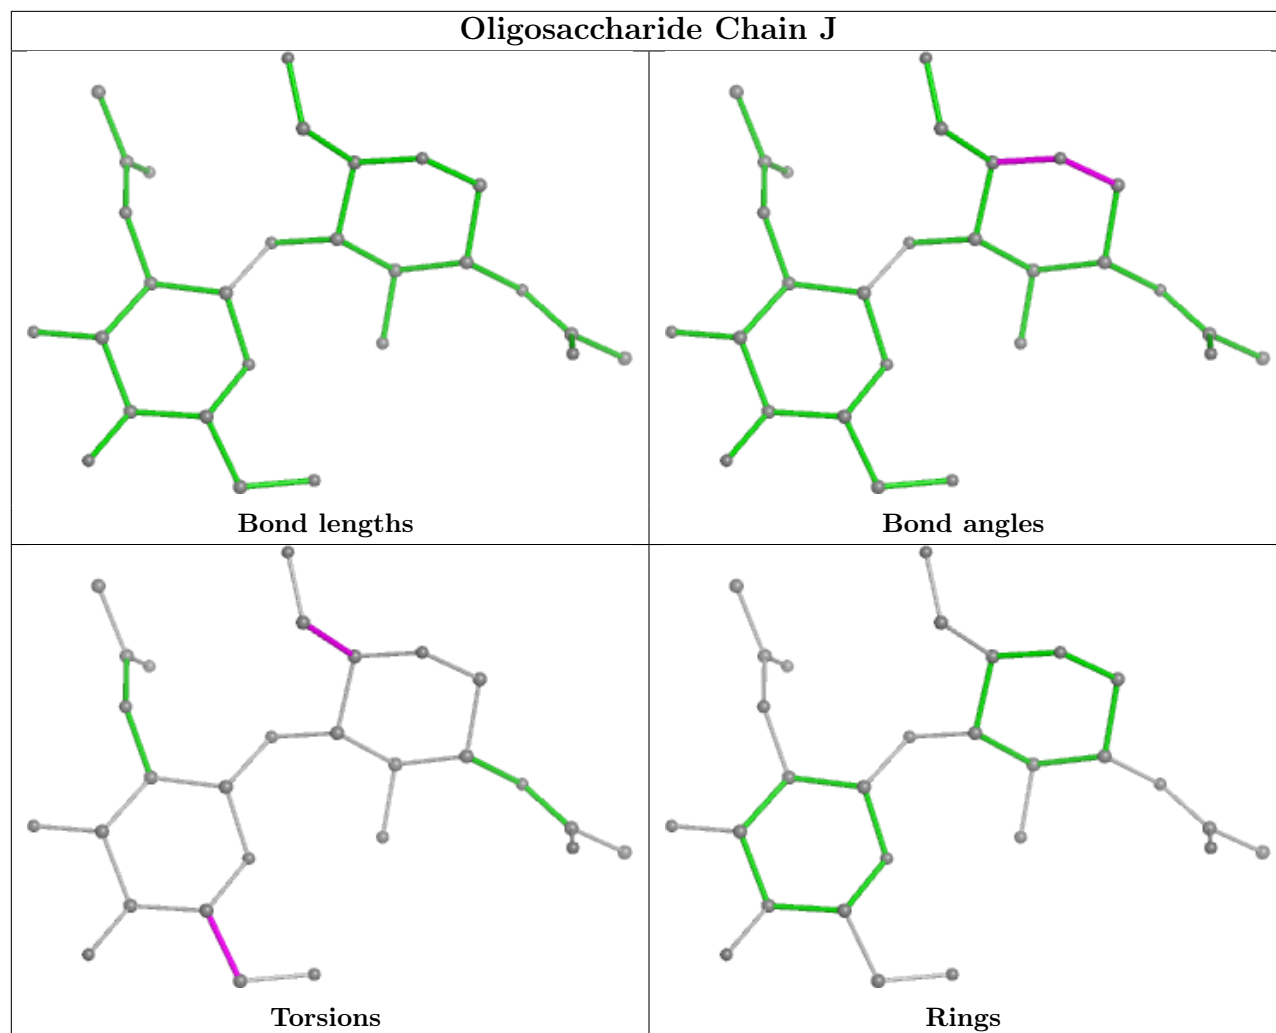 Oligosaccharide Chain J
Bond lengths
Bond angles
Torsions
Rings